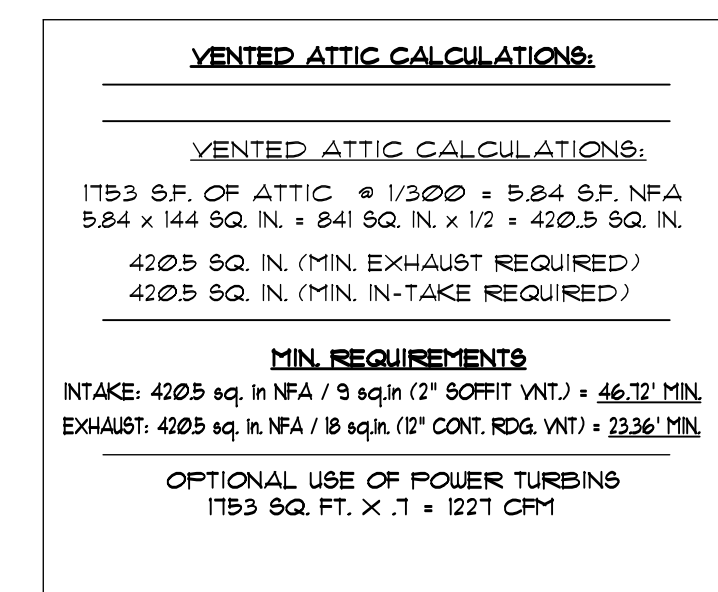 VENTED ATTIC CALCULATIONS:
VENTED ATTIC CALCULATIONS:
1753 S.F. OF ATTIC @ 1/300 = 5.84 S.F. NFA
5.84 x 144 SQ. IN. = 841 SQ. IN. x 1/2 = 420..5 SQ. IN.
420.5 SQ. IN. (MIN. EXHAUST REQUIRED)
420.5 SQ. IN. (MIN. IN-TAKE REQUIRED)
MIN. REQUIREMENTS
INTAKE: 420.5 sq. in NFA / 9 sq.in (2" SOFFIT VNT.) = 46.72' MIN.
EXHAUST: 420.5 sq. in. NFA / 18 sq.in. (12" CONT. RDG. VNT) = 23.36' MIN.
OPTIONAL USE OF POWER TURBINS
1753 SQ. FT. X .7 = 1227 CFM